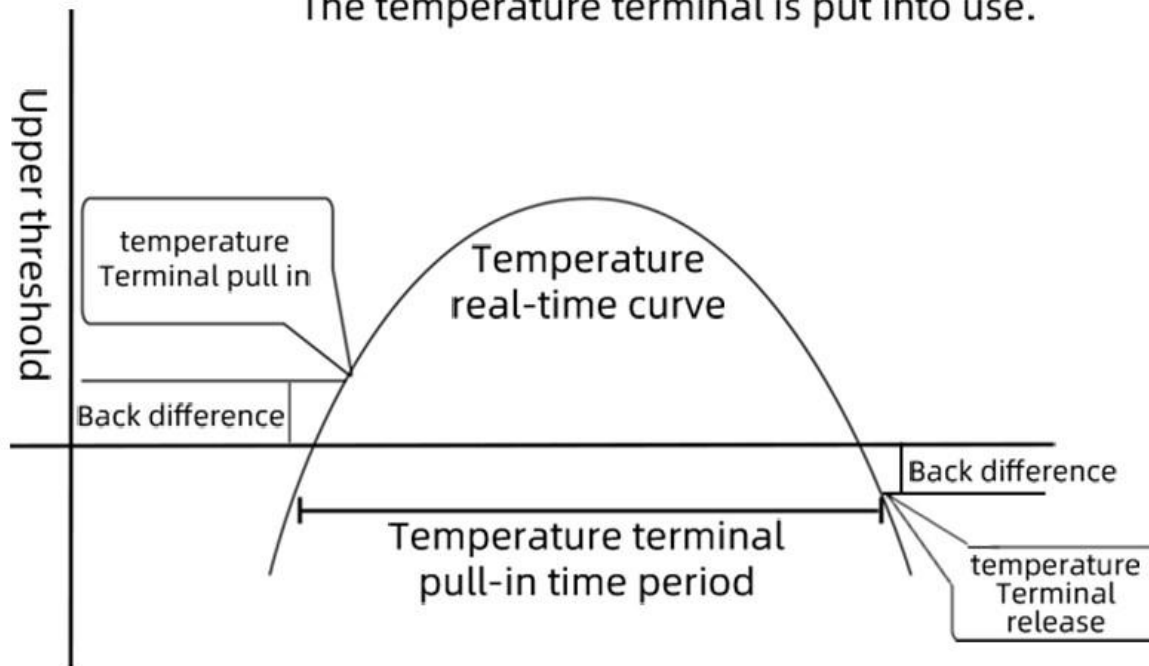 The temperature terminal is put into use.
Upper threshold
temperature
Terminal pull in
Temperature
real-time curve
Back difference
Back difference
Temperature terminal
pull-in time period
temperature
Terminal
release